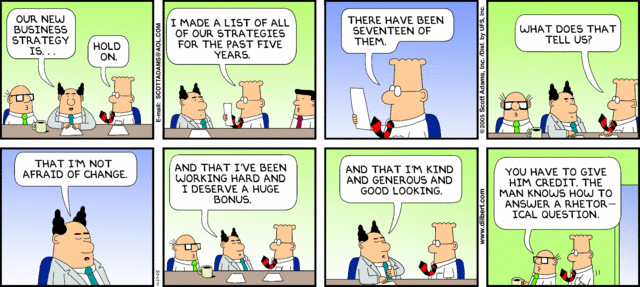 OUR NEW
BUSINESS
STRATEGY
IS...
HOLD
ON.
E-mail: SCOTTADAMS@AOL.COM
I MADE A LIST OF ALL
OF OUR STRATEGIES
FOR THE PAST FIVE
YEARS.
THERE HAVE BEEN
SEVENTEEN OF
THEM.
© 2005 Scott Adams, Inc. /Dist. by UFS, Inc.
WHAT DOES THAT
TELL US?
THAT I'M NOT
AFRAID OF CHANGE.
AND THAT I'VE BEEN
WORKING HARD AND
I DESERVE A HUGE
BONUS.
AND THAT I'M KIND
AND GENEROUS AND
GOOD LOOKING.
www.dilbert.com
YOU HAVE TO GIVE
HIM CREDIT. THE
MAN KNOWS HOW TO
ANSWER A RHETOR-
ICAL QUESTION.